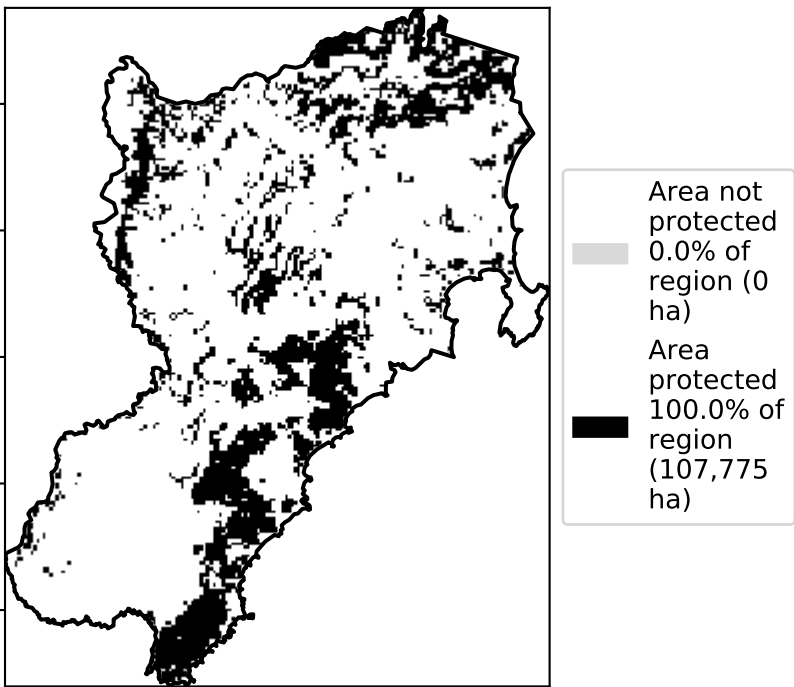 Area not
protected
0.0% of
region (0
ha)
Area
protected
100.0% of
region
(107,775
ha)